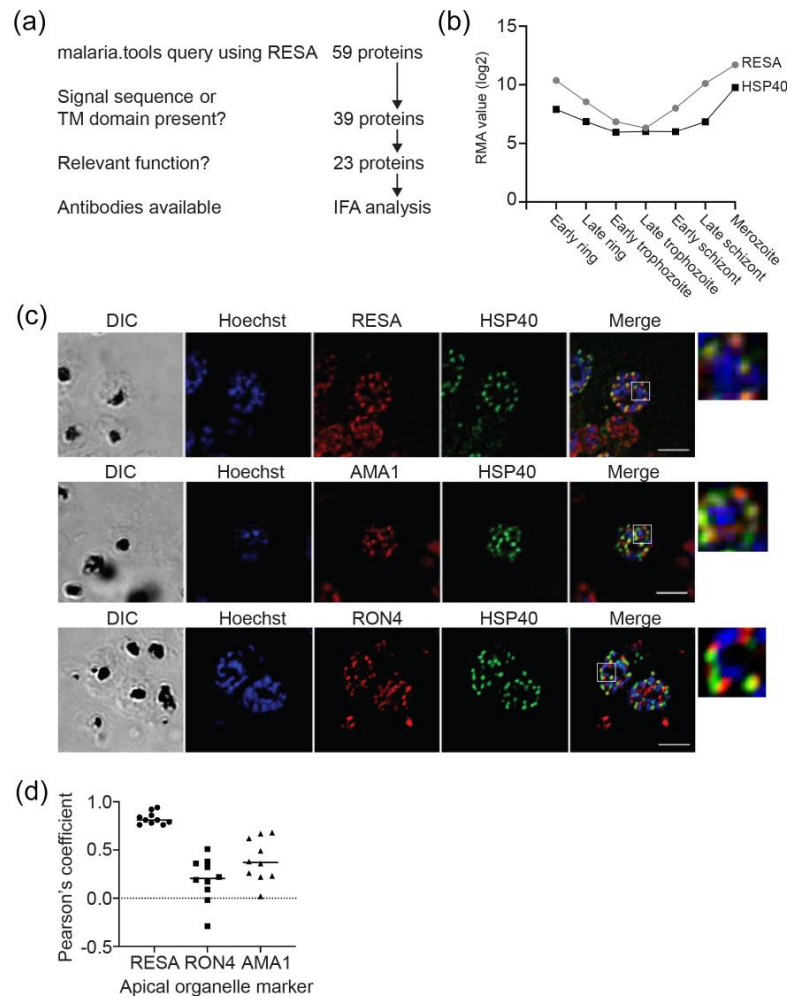 (a)
malaria.tools query using RESA 59 proteins
Signal sequence or
TM domain present? 39 proteins
Relevant function? 23 proteins
Antibodies available IFA analysis
(b)
RMA value (log2)
15
10
5
0
RESA
HSP40
Early ring
Late ring
Early trophozoite
Late trophozoite
Early schizont
Late schizont
Merozoite
(c)
DIC Hoechst RESA HSP40 Merge
DIC Hoechst AMA1 HSP40 Merge
DIC Hoechst RON4 HSP40 Merge
(d)
Pearson's coefficient
1.0
0.5
0.0
-0.5
RESA RON4 AMA1
Apical organelle marker